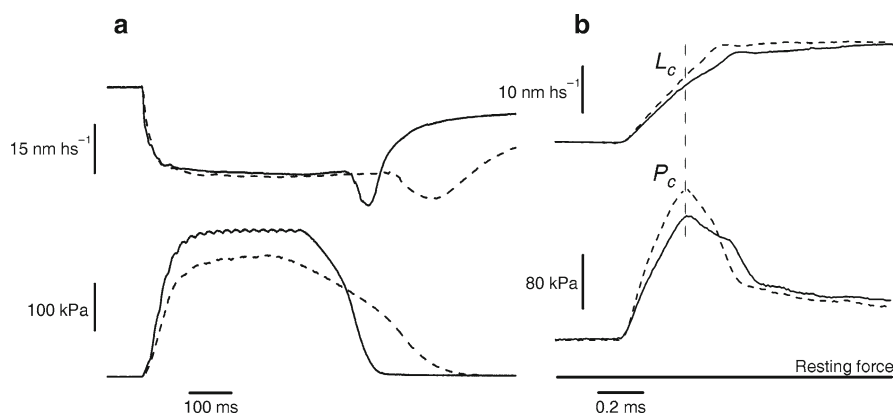 a
15 nm hs⁻¹
100 kPa
100 ms
b
10 nm hs⁻¹
Lc
Pc
80 kPa
Resting force
0.2 ms